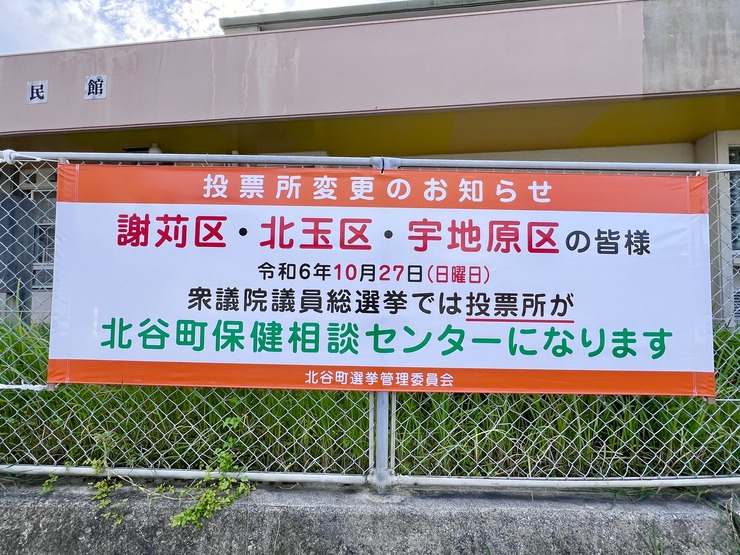 民 館
投票所変更のお知らせ
謝苅区・北玉区・宇地原区の皆様
令和6年10月27日(日曜日)
衆議院議員総選挙では投票所が
北谷町保健相談センターになります
北谷町選挙管理委員会